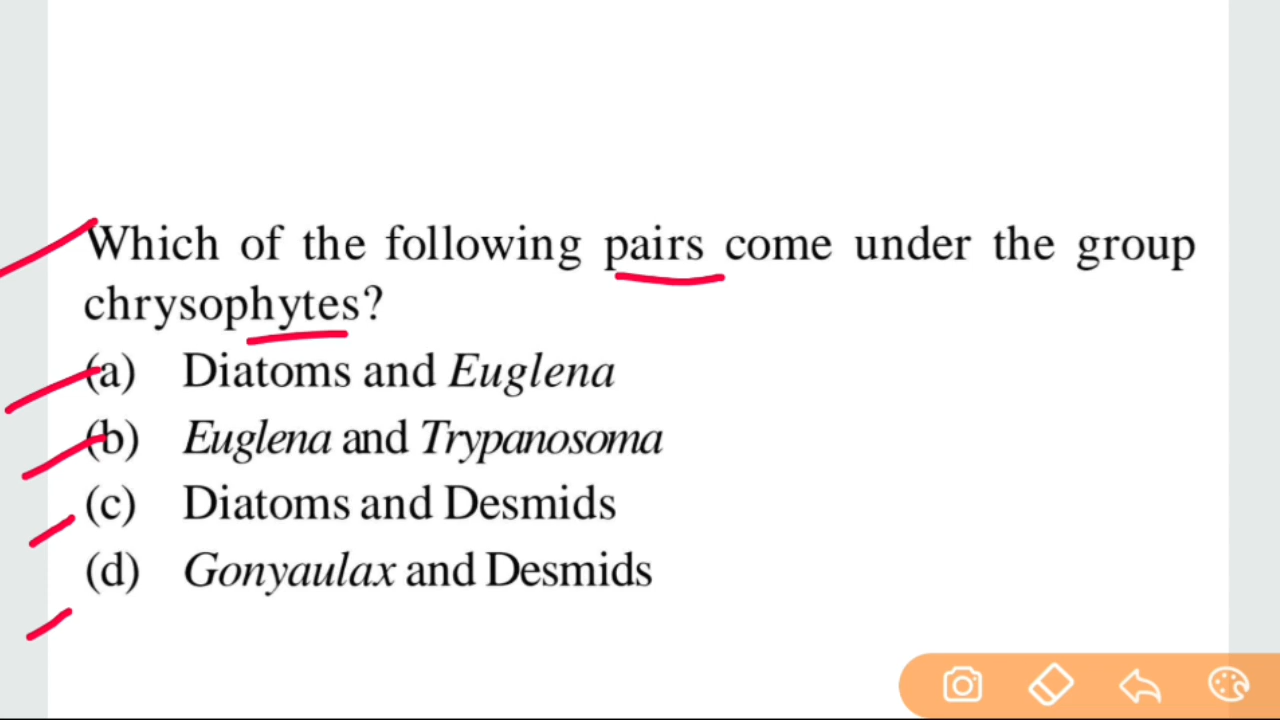 Which of the following pairs come under the group
chrysophytes?
(a) Diatoms and Euglena
(b) Euglena and Trypanosoma
(c) Diatoms and Desmids
(d) Gonyaulax and Desmids